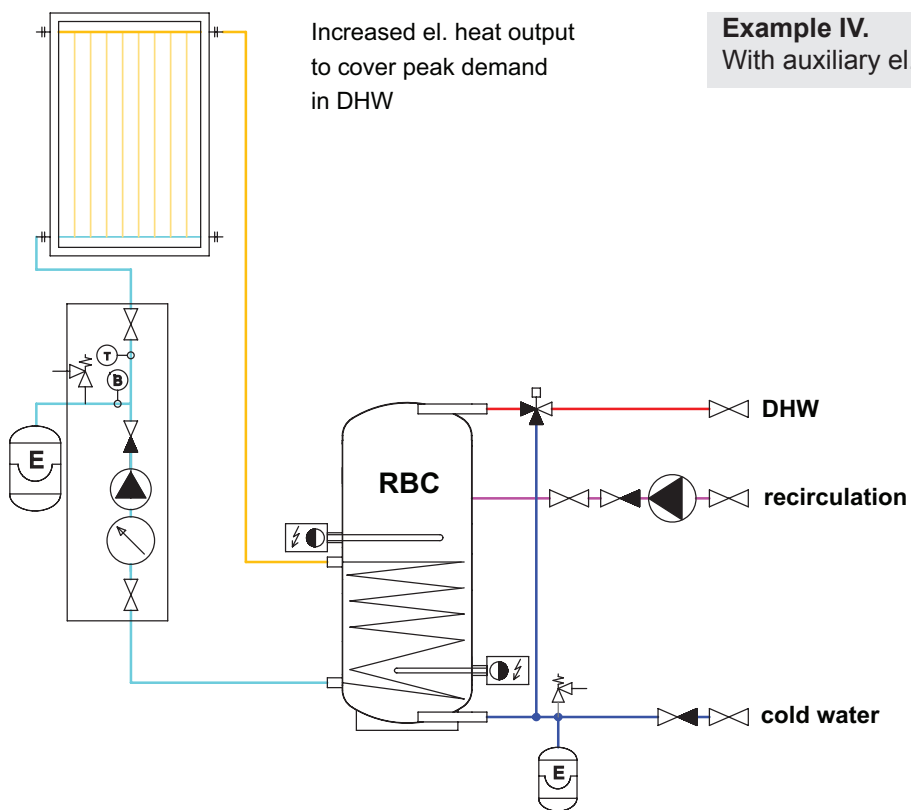 Increased el. heat output
to cover peak demand
in DHW
Example IV.
With auxiliary el.
T
B
E
RBC
DHW
recirculation
cold water
E